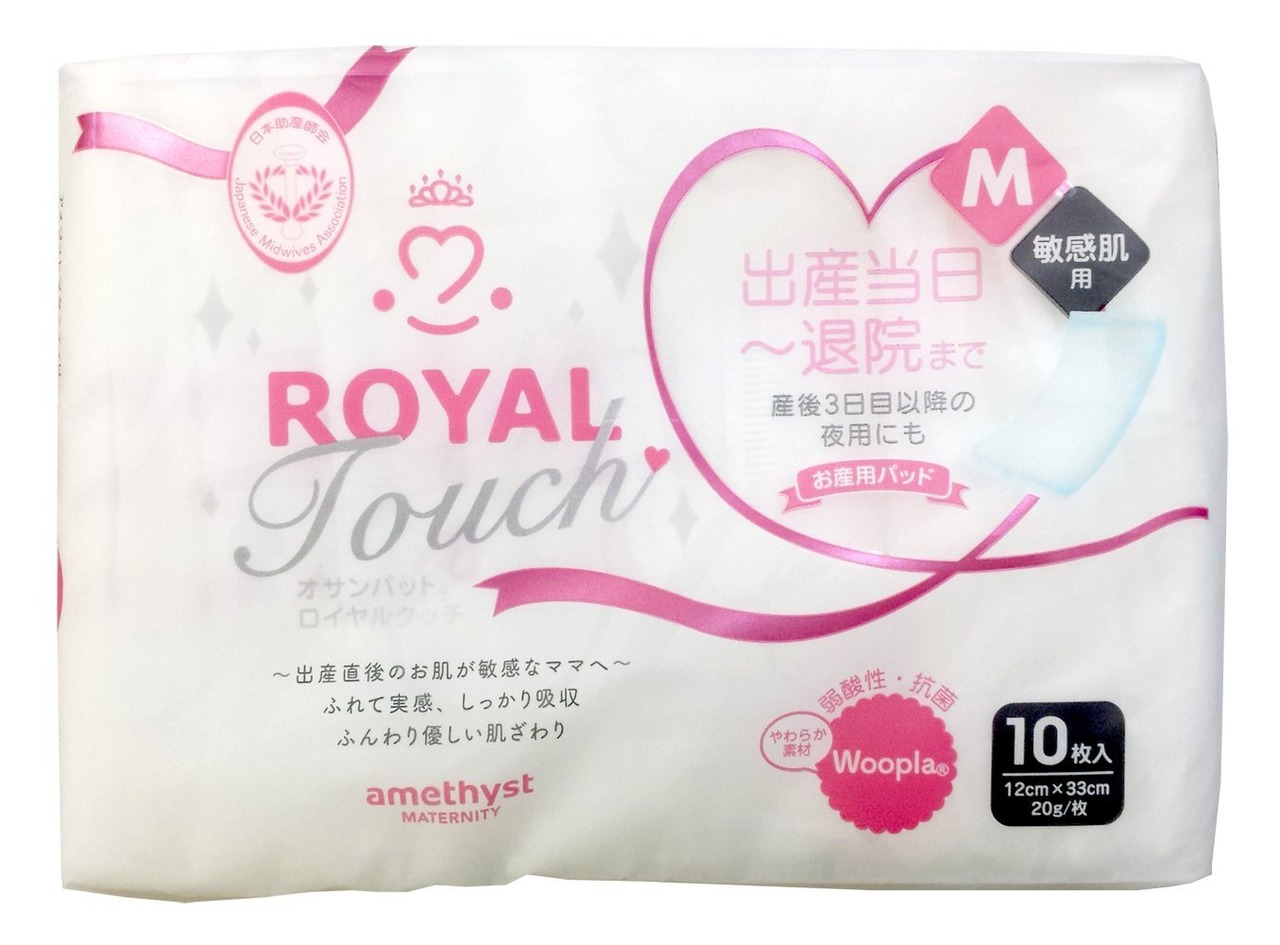 日本助産師会
Japanese Midwives Association
ROYAL
Touch
オサンパット®
ロイヤルタッチ
～出産直後のお肌が敏感なママへ～
ふれて実感、しっかり吸収
ふんわり優しい肌ざわり
amethyst
MATERNITY
M
敏感肌
用
出産当日
～退院まで
産後3日目以降の
夜用にも
お産用パッド
弱酸性・抗菌
やわらか
素材
Woopla®
10枚入
12cm×33cm
20g/枚